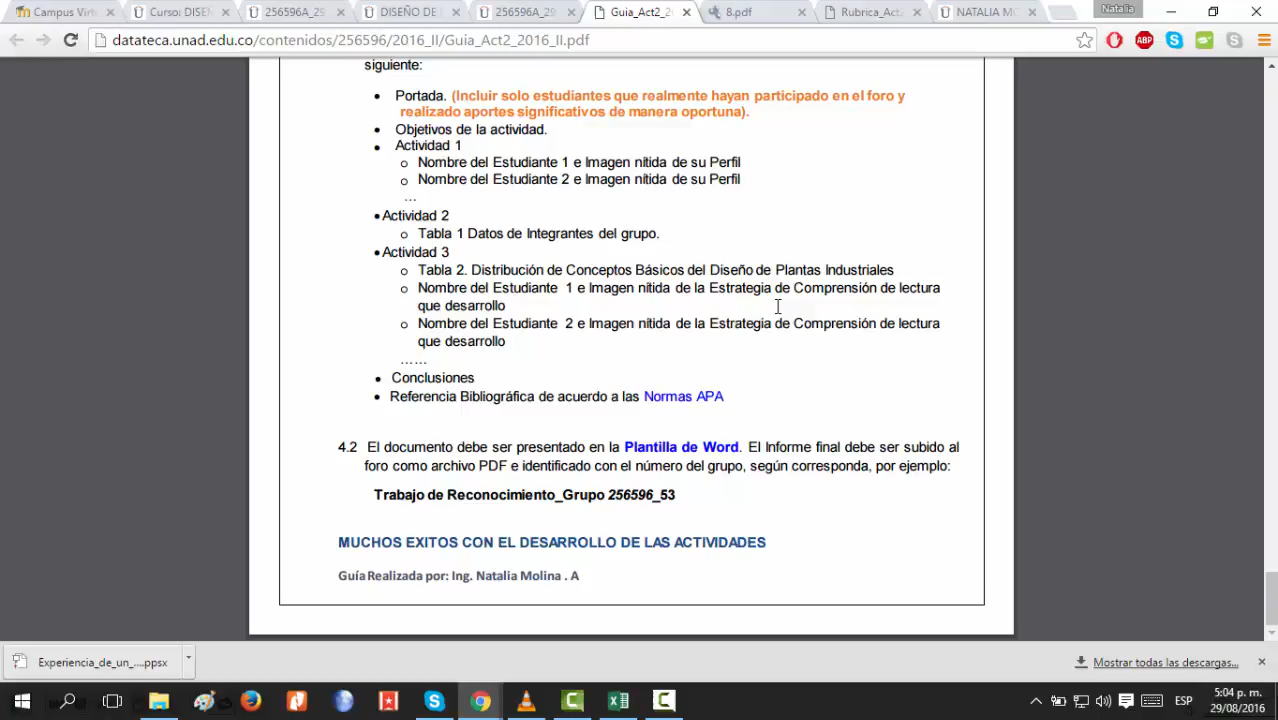 Campus Virtu
Cursor DISEÑ
256596A_29
DISEÑO DE
256596A_29
Guia_Act2_2016
8.pdf
Rubrica_Act2
NATALIA MO
Natalia
datateca.unad.edu.co/contenidos/256596/2016_II/Guia_Act2_2016_II.pdf
ABP
siguiente:
• Portada. (Incluir solo estudiantes que realmente hayan participado en el foro y
realizado aportes significativos de manera oportuna).
• Objetivos de la actividad.
• Actividad 1
o Nombre del Estudiante 1 e Imagen nítida de su Perfil
o Nombre del Estudiante 2 e Imagen nítida de su Perfil
...
• Actividad 2
o Tabla 1 Datos de Integrantes del grupo.
• Actividad 3
o Tabla 2. Distribución de Conceptos Básicos del Diseño de Plantas Industriales
o Nombre del Estudiante 1 e Imagen nítida de la Estrategia de Comprensión de lectura
que desarrollo
o Nombre del Estudiante 2 e Imagen nítida de la Estrategia de Comprensión de lectura
que desarrollo
......
• Conclusiones
• Referencia Bibliográfica de acuerdo a las Normas APA
4.2 El documento debe ser presentado en la Plantilla de Word. El Informe final debe ser subido al
foro como archivo PDF e identificado con el número del grupo, según corresponda, por ejemplo:
Trabajo de Reconocimiento_Grupo 256596_53
MUCHOS EXITOS CON EL DESARROLLO DE LAS ACTIVIDADES
Guía Realizada por: Ing. Natalia Molina . A
Experiencia_de_un_....ppsx
Mostrar todas las descargas...
ESP
5:04 p. m.
29/08/2016